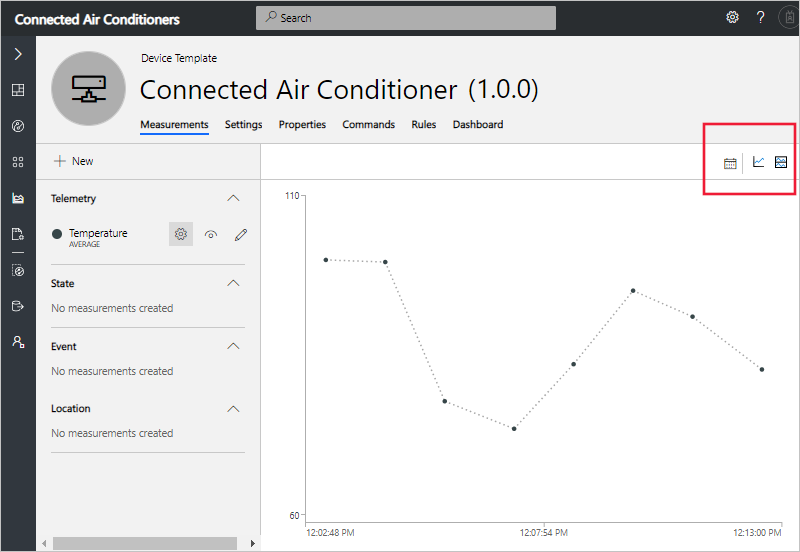 Connected Air Conditioners
Search
?
Device Template
Connected Air Conditioner (1.0.0)
Measurements Settings Properties Commands Rules Dashboard
+ New
Telemetry
Temperature
AVERAGE
State
No measurements created
Event
No measurements created
Location
No measurements created
110
60
12:02:48 PM 12:07:54 PM 12:13:00 PM